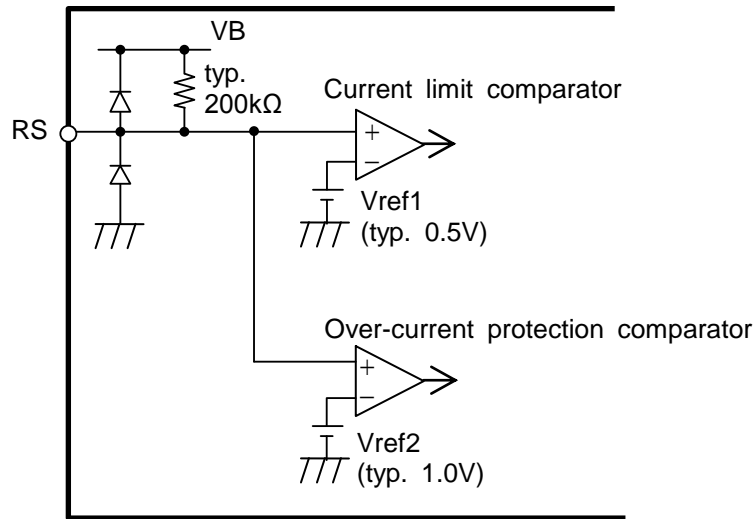 VB
typ.
200kΩ
Current limit comparator
RS
+
−
Vref1
(typ. 0.5V)
Over-current protection comparator
+
−
Vref2
(typ. 1.0V)